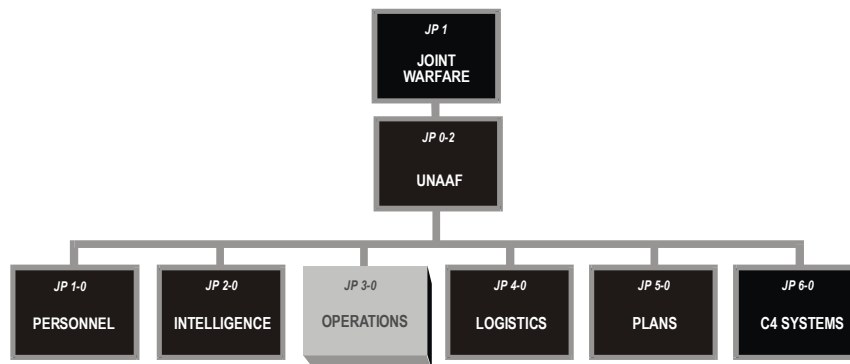 JP 1
JOINT
WARFARE
JP 0-2
UNAAF
JP 1-0
PERSONNEL
JP 2-0
INTELLIGENCE
JP 3-0
OPERATIONS
JP 4-0
LOGISTICS
JP 5-0
PLANS
JP 6-0
C4 SYSTEMS